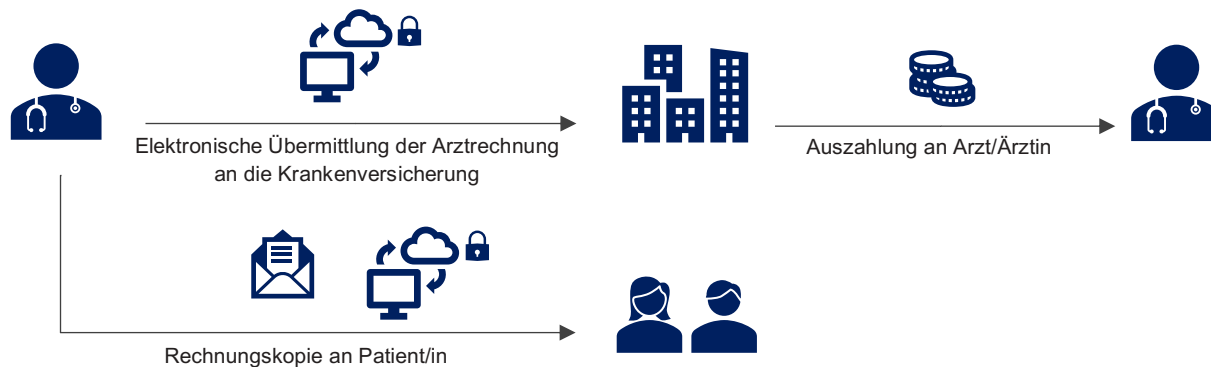 Elektronische Übermittlung der Arztrechnung
an die Krankenversicherung
Auszahlung an Arzt/Ärztin
Rechnungskopie an Patient/in